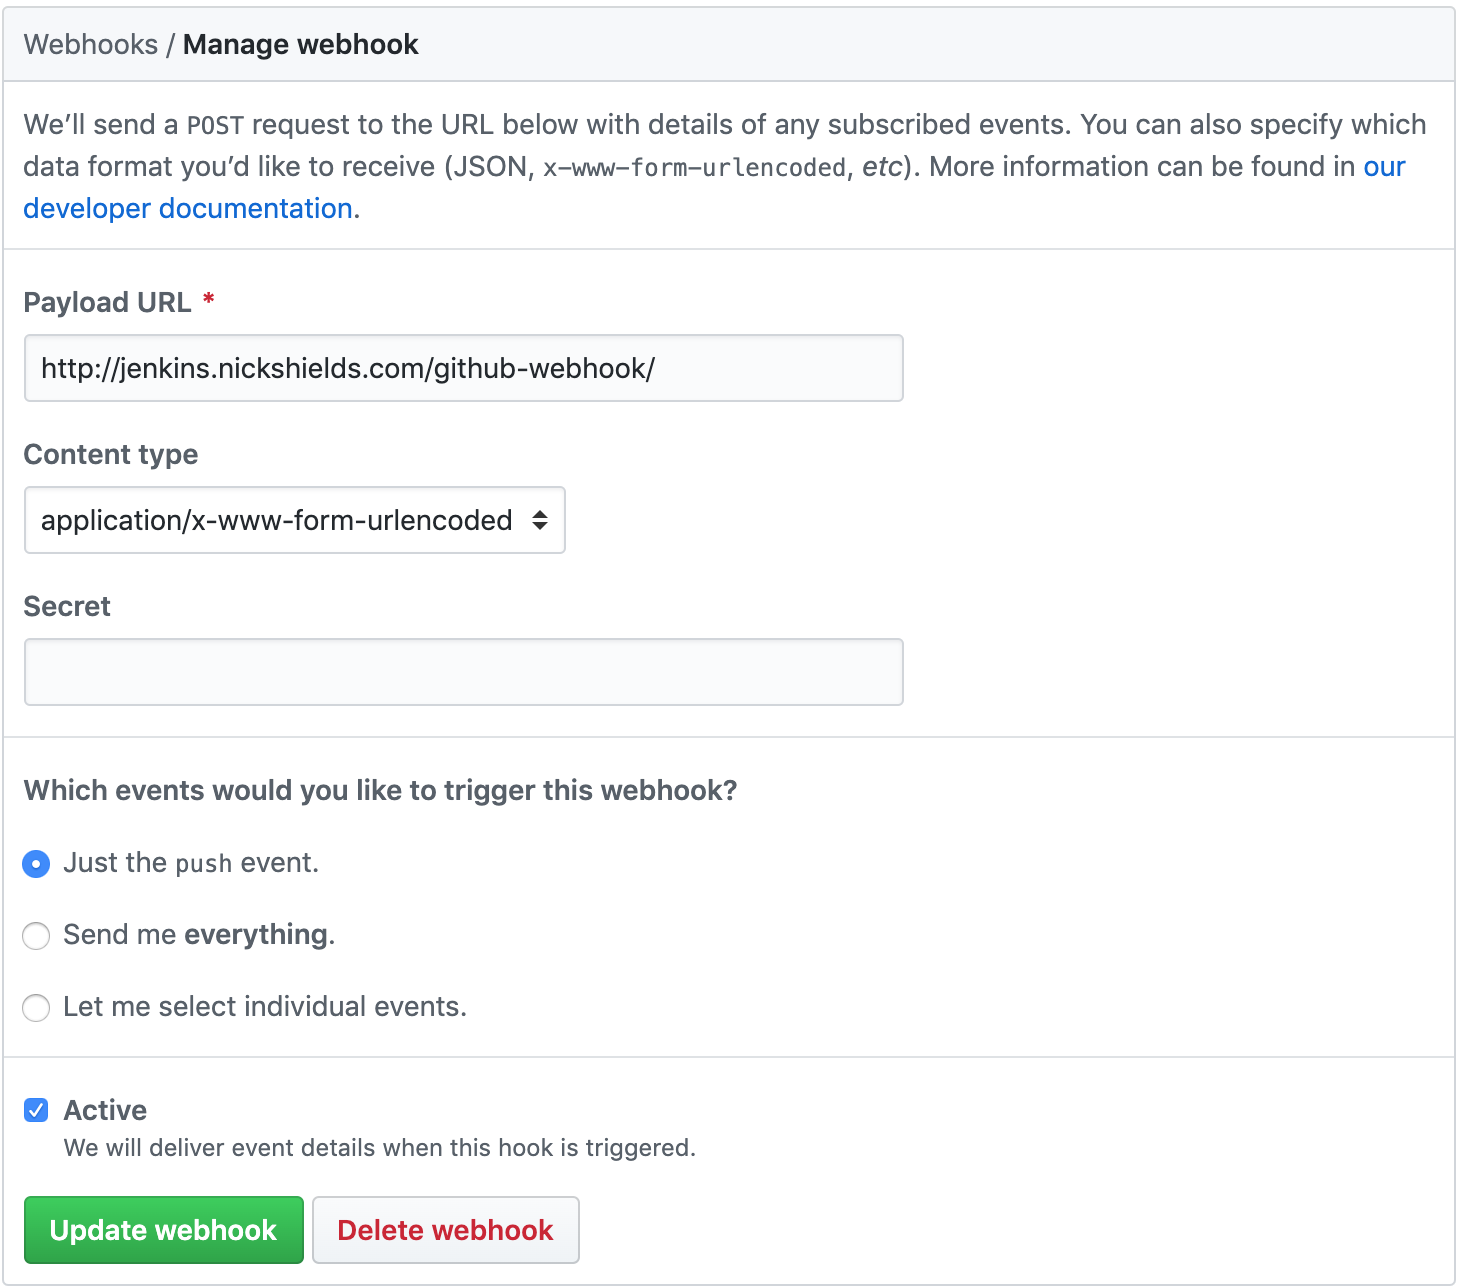 Webhooks / Manage webhook
We’ll send a POST request to the URL below with details of any subscribed events. You can also specify which
data format you’d like to receive (JSON, x-www-form-urlencoded, etc). More information can be found in our
developer documentation.
Payload URL *
http://jenkins.nickshields.com/github-webhook/
Content type
application/x-www-form-urlencoded
Secret
Which events would you like to trigger this webhook?
Just the push event.
Send me everything.
Let me select individual events.
Active
We will deliver event details when this hook is triggered.
Update webhook Delete webhook